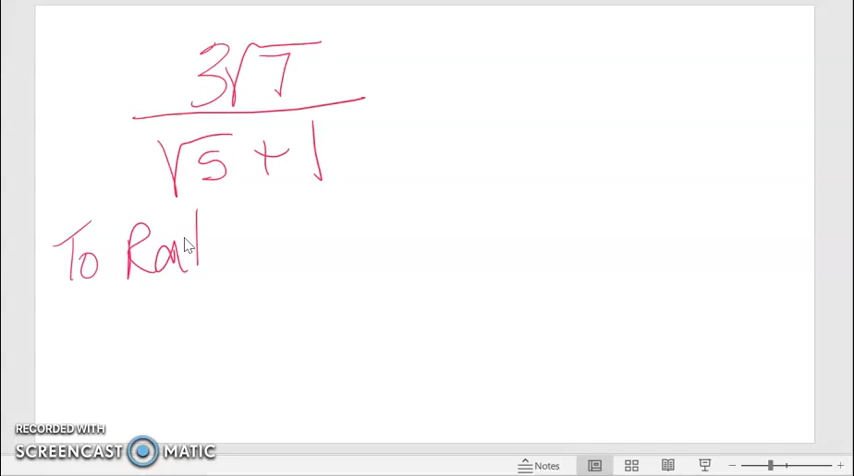 3√7
√5 + 1
To Rat
RECORDED WITH
SCREENCAST MATIC
Notes